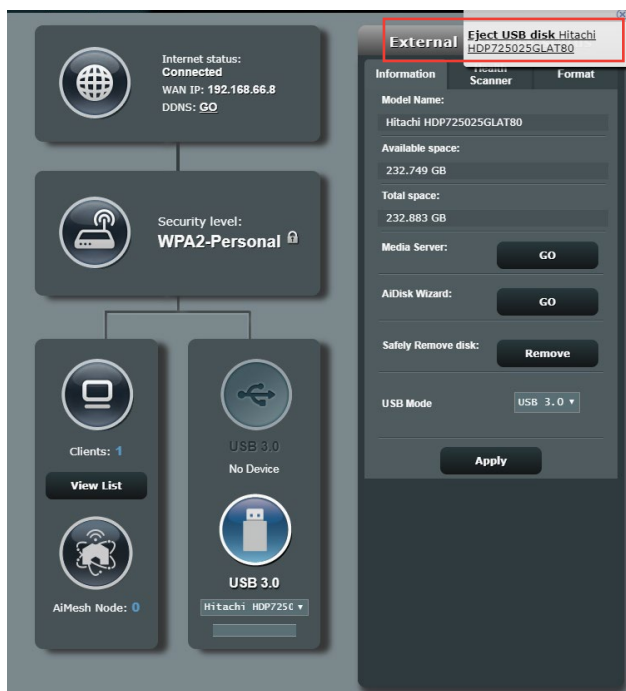 Internet status:
Connected
WAN IP: 192.168.66.8
DDNS: GO
Security level:
WPA2-Personal
Clients: 1
View List
AiMesh Node: 0
USB 3.0
No Device
USB 3.0
Hitachi HDP7250
External
Eject USB disk Hitachi
HDP725025GLAT80
Information
Health
Scanner
Format
Model Name:
Hitachi HDP725025GLAT80
Available space:
232.749 GB
Total space:
232.883 GB
Media Server:
GO
AiDisk Wizard:
GO
Safely Remove disk:
Remove
USB Mode
USB 3.0
Apply